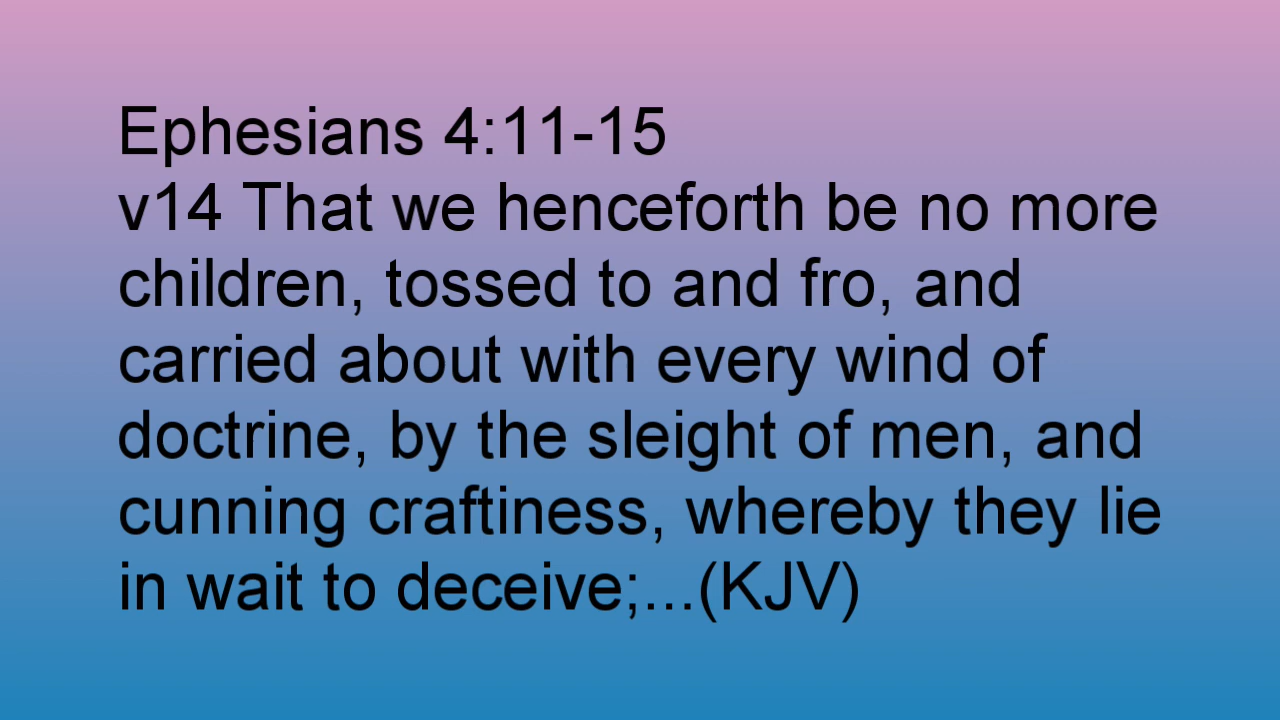 Ephesians 4:11-15
v14 That we henceforth be no more
children, tossed to and fro, and
carried about with every wind of
doctrine, by the sleight of men, and
cunning craftiness, whereby they lie
in wait to deceive;...(KJV)